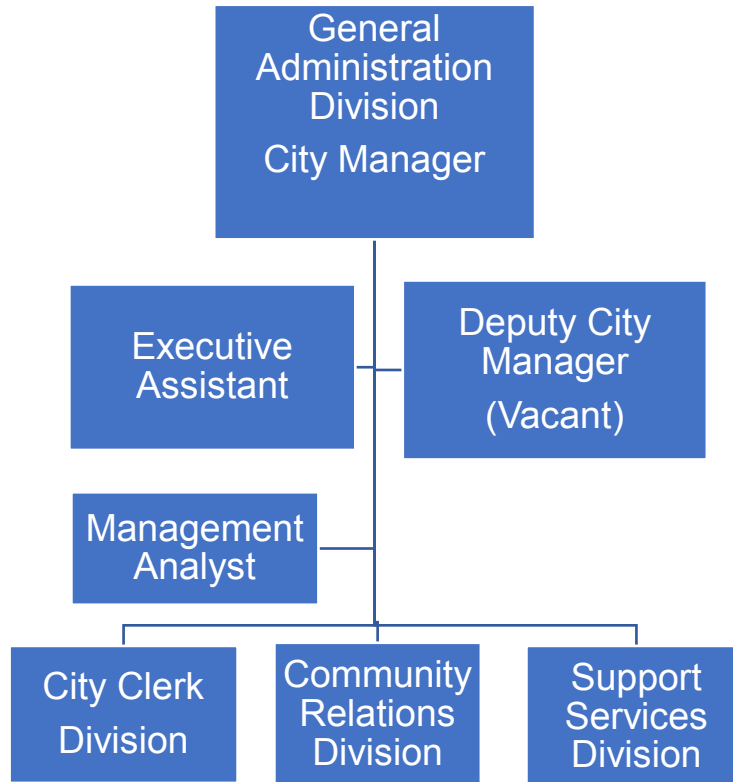 General
Administration
Division
City Manager
Executive
Assistant
Deputy City
Manager
(Vacant)
Management
Analyst
City Clerk
Division
Community
Relations
Division
Support
Services
Division